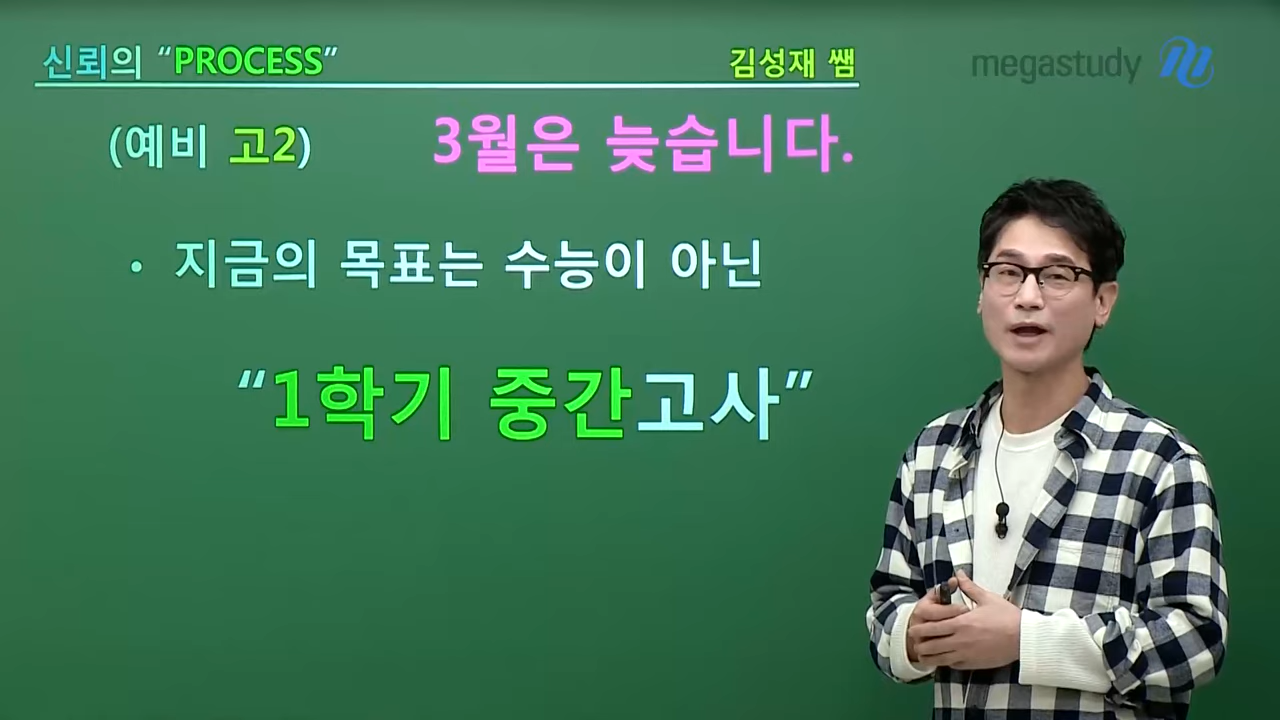 신뢰의 “PROCESS” 김성재 쌤
megastudy
(예비 고2) 3월은 늦습니다.
· 지금의 목표는 수능이 아닌
“1학기 중간고사”